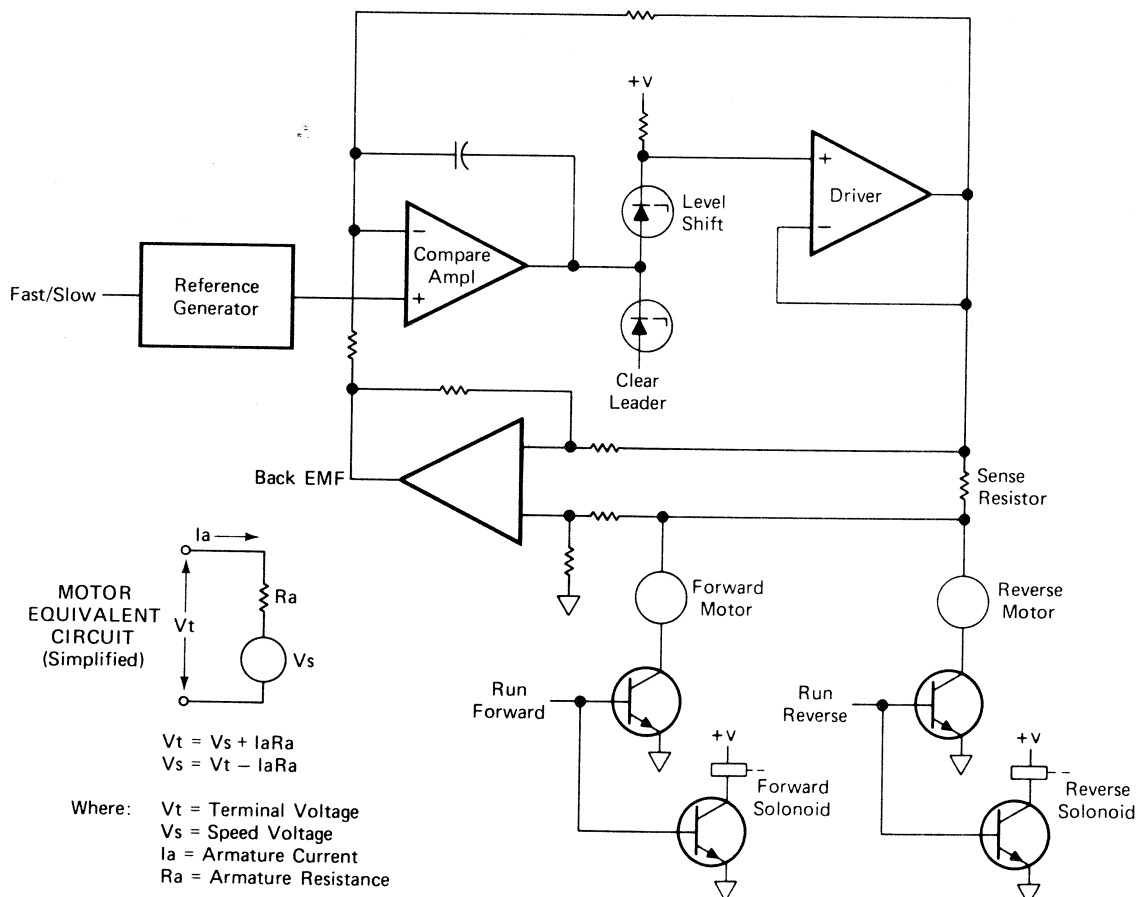 +V
+
Driver
−
Level
Shift
−
Compare
Ampl
+
Fast/Slow
Reference
Generator
Clear
Leader
Back EMF
Sense
Resistor
Ia
MOTOR
EQUIVALENT
CIRCUIT
(Simplified)
Vt
Ra
Vs
Forward
Motor
Reverse
Motor
Run
Forward
Run
Reverse
+V
Forward
Solonoid
+V
Reverse
Solonoid
Vt = Vs + IaRa
Vs = Vt − IaRa
Where: Vt = Terminal Voltage
Vs = Speed Voltage
Ia = Armature Current
Ra = Armature Resistance